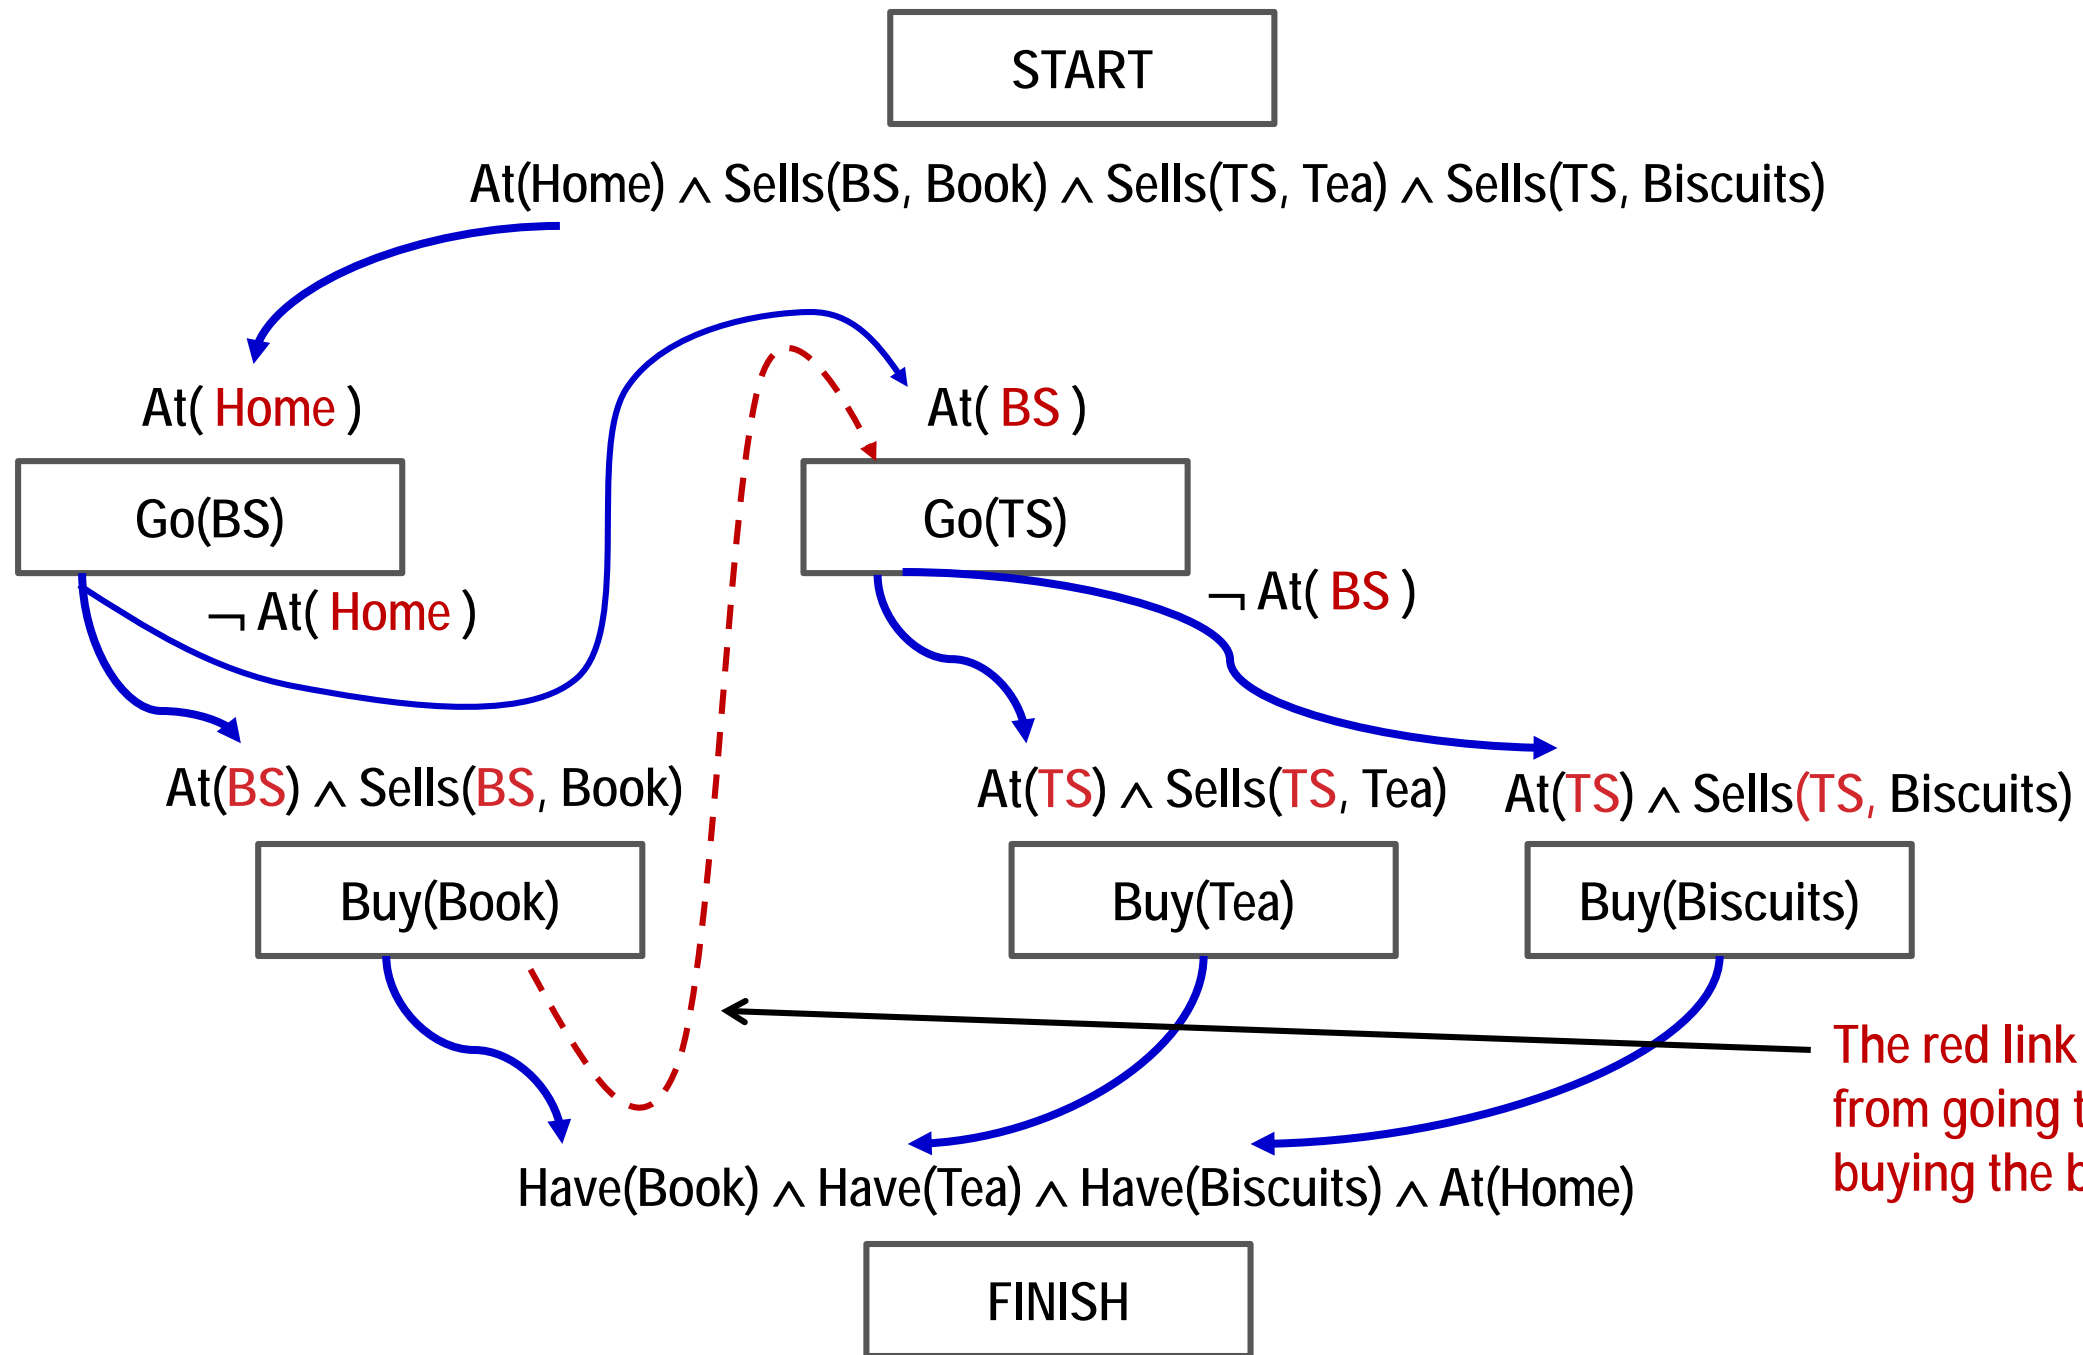 START
At(Home) ∧ Sells(BS, Book) ∧ Sells(TS, Tea) ∧ Sells(TS, Biscuits)
At( Home )
At( BS )
Go(BS)
Go(TS)
¬ At( Home )
¬ At( BS )
At(BS) ∧ Sells(BS, Book)
At(TS) ∧ Sells(TS, Tea)
At(TS) ∧ Sells(TS, Biscuits)
Buy(Book)
Buy(Tea)
Buy(Biscuits)
The red link
from going
buying the
Have(Book) ∧ Have(Tea) ∧ Have(Biscuits) ∧ At(Home)
FINISH